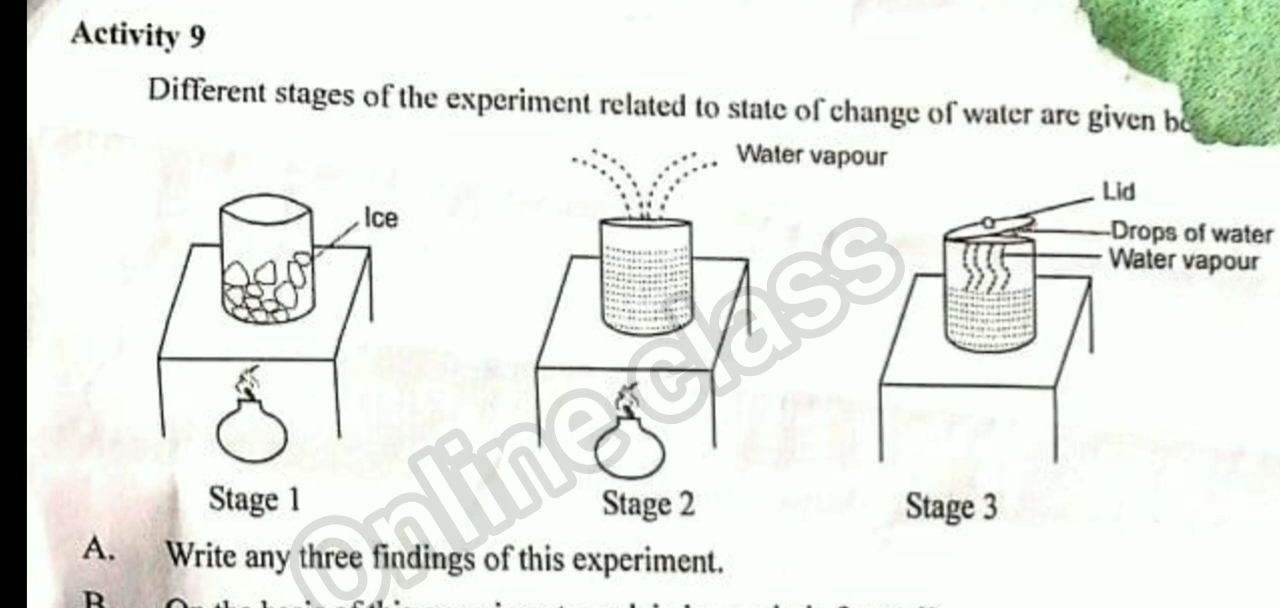 Activity 9
Different stages of the experiment related to state of change of water are given
Water vapour
Ice
Lid
Drops of water
Water vapour
Online class
Stage 1
Stage 2
Stage 3
A. Write any three findings of this experiment.
B.